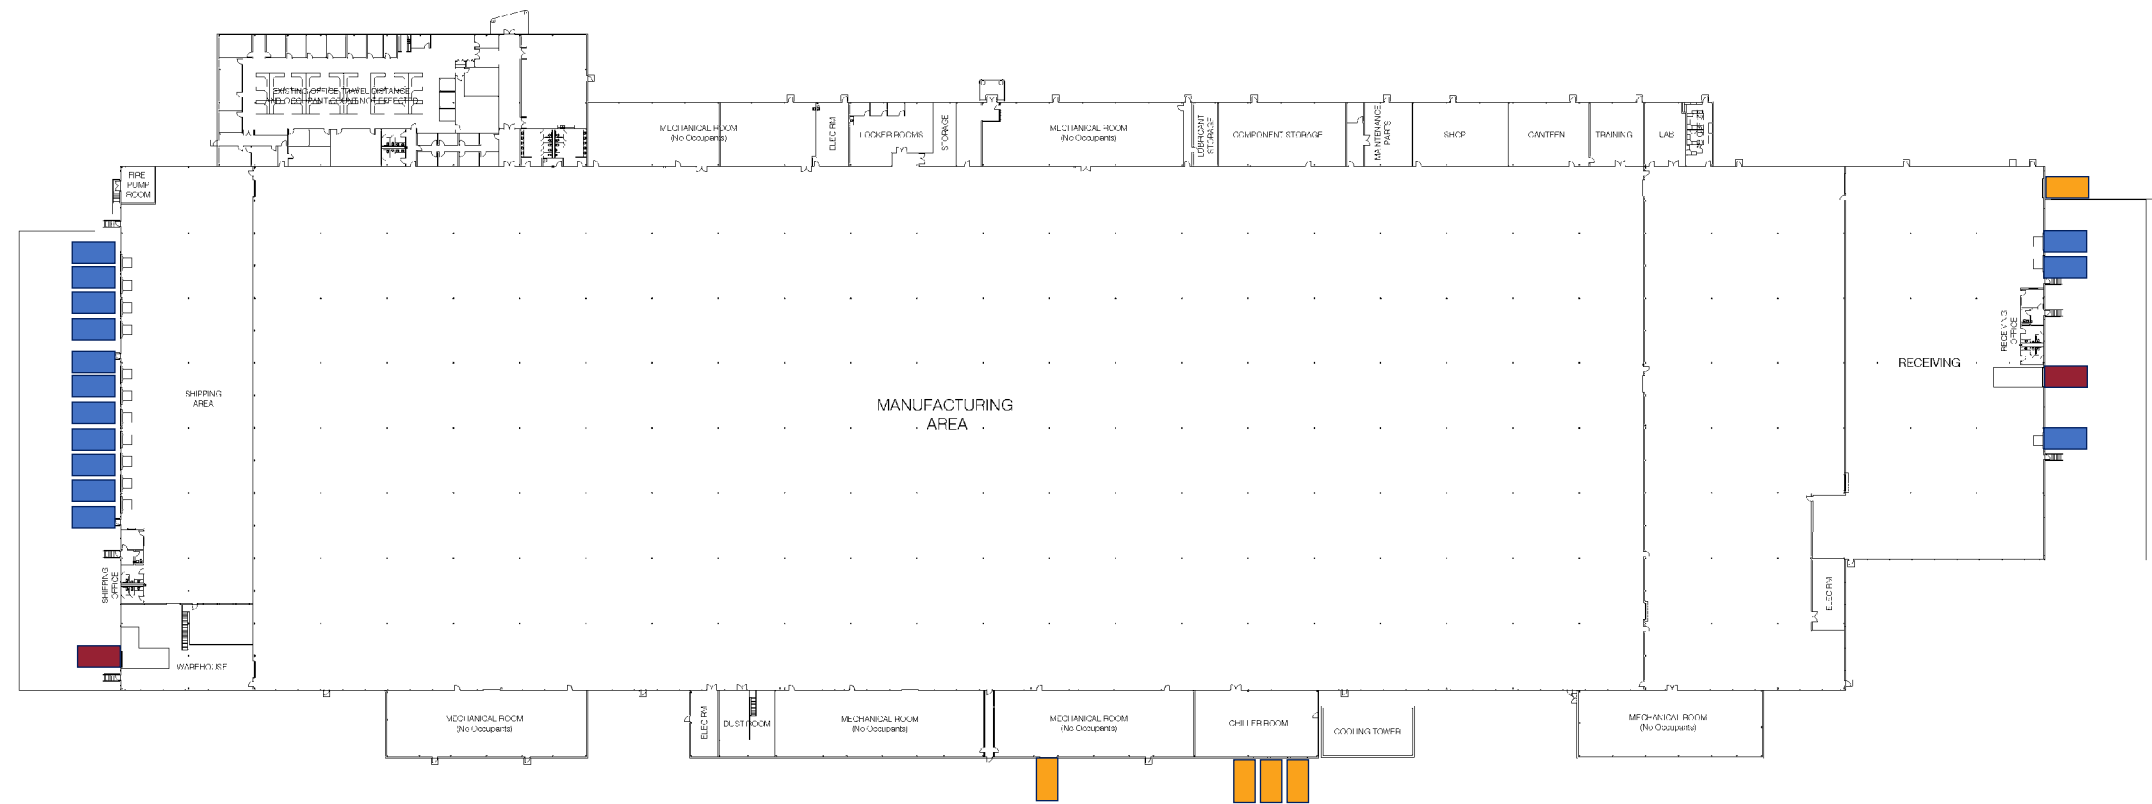 EXISTING OFFICE TRAVEL DISTANCE
AND OCCUPANT COUNT NOT EFFECTED
MECHANICAL ROOM
(No Occupants)
ELEC RM
LOCKER ROOMS
STORAGE
MECHANICAL ROOM
(No Occupants)
LUBRICANT
STORAGE
COMPONENT STORAGE
MAINTENANCE
PARTS
SHOP
CANTEEN
TRAINING
LAB
FIRE
PUMP
ROOM
SHIPPING
AREA
MANUFACTURING
AREA
RECEIVING
OFFICE
RECEIVING
SHIPPING
OFFICE
ELEC RM
WAREHOUSE
MECHANICAL ROOM
(No Occupants)
ELEC RM
DUST ROOM
MECHANICAL ROOM
(No Occupants)
MECHANICAL ROOM
(No Occupants)
CHILLER ROOM
COOLING TOWER
MECHANICAL ROOM
(No Occupants)